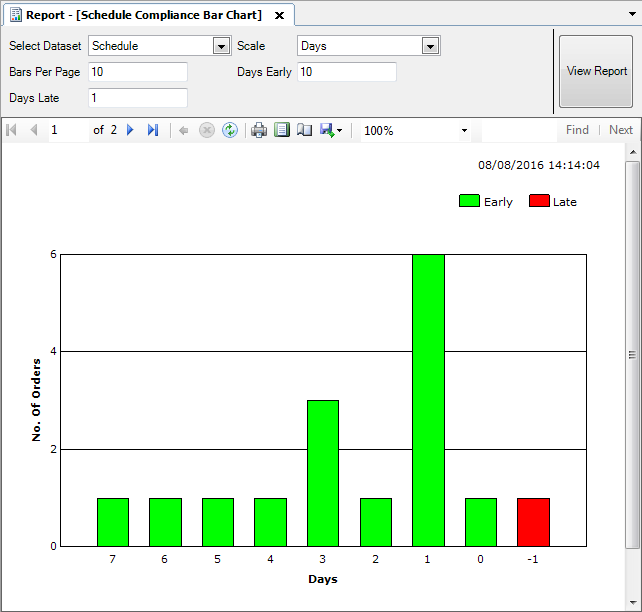 Report - [Schedule Compliance Bar Chart]
Select Dataset Schedule Scale Days
Bars Per Page 10 Days Early 10
Days Late 1
View Report
1 of 2 100% Find Next
08/08/2016 14:14:04
Early Late
6
4
2
0
No. Of Orders
7 6 5 4 3 2 1 0 -1
Days